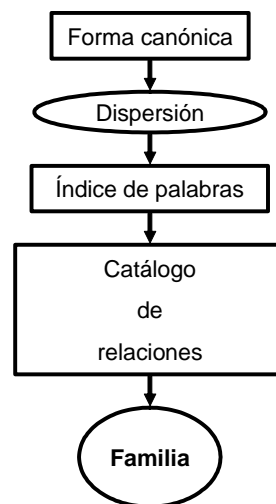 Forma canónica
Dispersión
Índice de palabras
Catálogo
de
relaciones
Familia